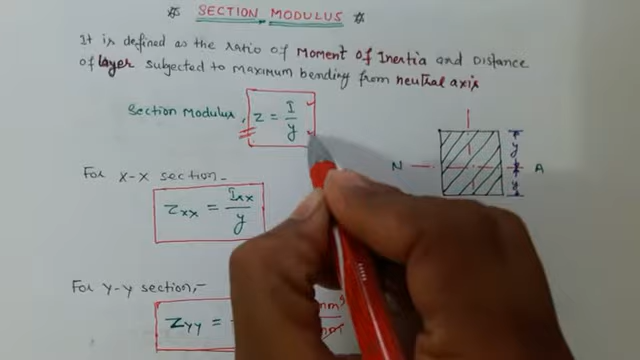 * SECTION MODULUS *
It is defined as the ratio of Moment of Inertia and Distance
of layer subjected to maximum bending from neutral axis
Section Modulus, Z = I/y
N A
y
y
For X-X section-
Zxx = Ixx/y
For Y-Y section,-
Zyy =
mm